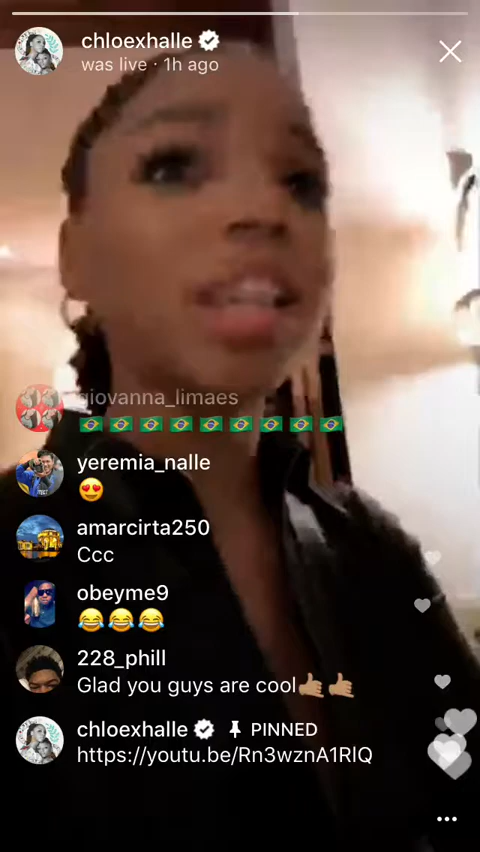 chloexhalle
was live · 1h ago
giovanna_limaes
🇧🇷 🇧🇷 🇧🇷 🇧🇷 🇧🇷 🇧🇷 🇧🇷 🇧🇷 🇧🇷
yeremia_nalle
😍
amarcirta250
Ccc
obeyme9
😂😂😂
228_phill
Glad you guys are cool🤙🏼🤙🏼
chloexhalle PINNED
https://youtu.be/Rn3wznA1RlQ